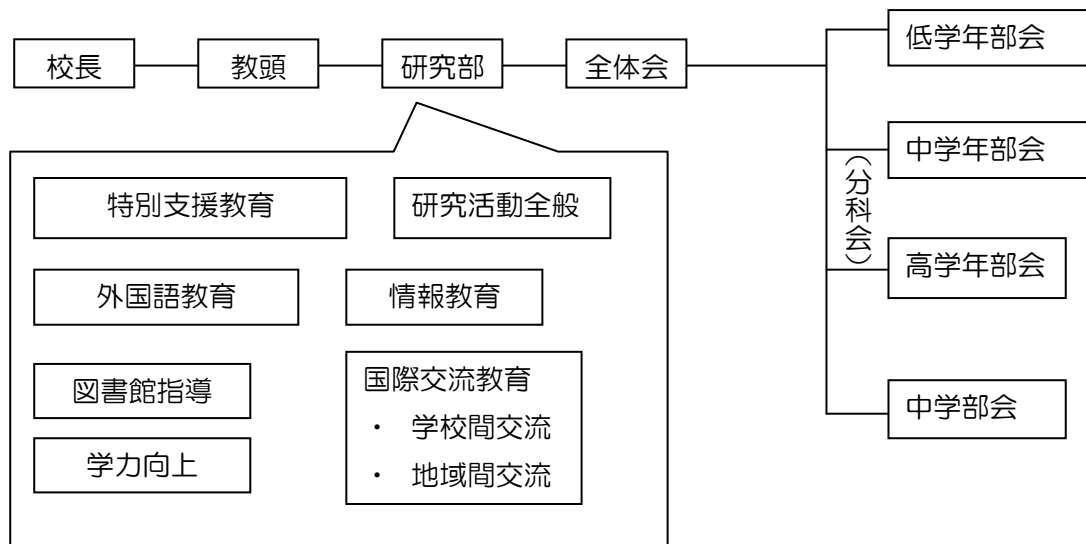 校長
教頭
研究部
全体会
低学年部会
中学年部会
(分科会)
高学年部会
中学部会
特別支援教育
研究活動全般
外国語教育
情報教育
図書館指導
学力向上
国際交流教育
・ 学校間交流
・ 地域間交流